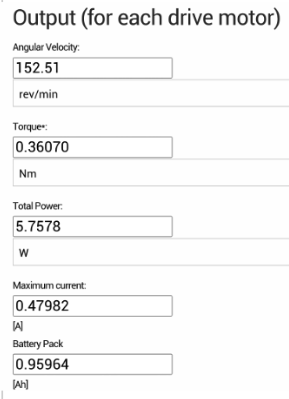 Output (for each drive motor)
Angular Velocity:
152.51
rev/min
Torque*:
0.36070
Nm
Total Power:
5.7578
W
Maximum current:
0.47982
[A]
Battery Pack
0.95964
[Ah]